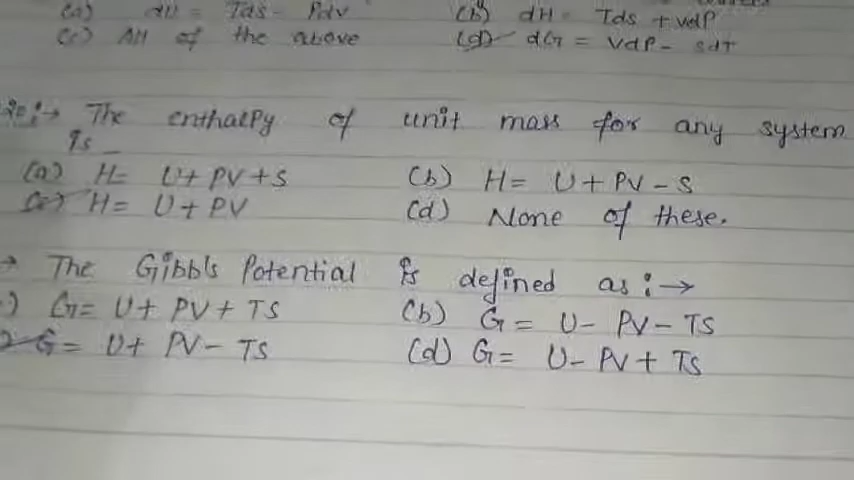 (a) dU = Tds - Pdv (b) dH = Tds + vdP
(c) All of the above (d) dG = VdP - SdT
The enthalpy of unit mass for any system
is _
(a) H = U + PV + S (b) H = U + PV - S
(c) H = U + PV (d) None of these.
→ The Gibb's Potential is defined as :→
) G = U + PV + TS (b) G = U - PV - TS
) G = U + PV - TS (d) G = U - PV + TS